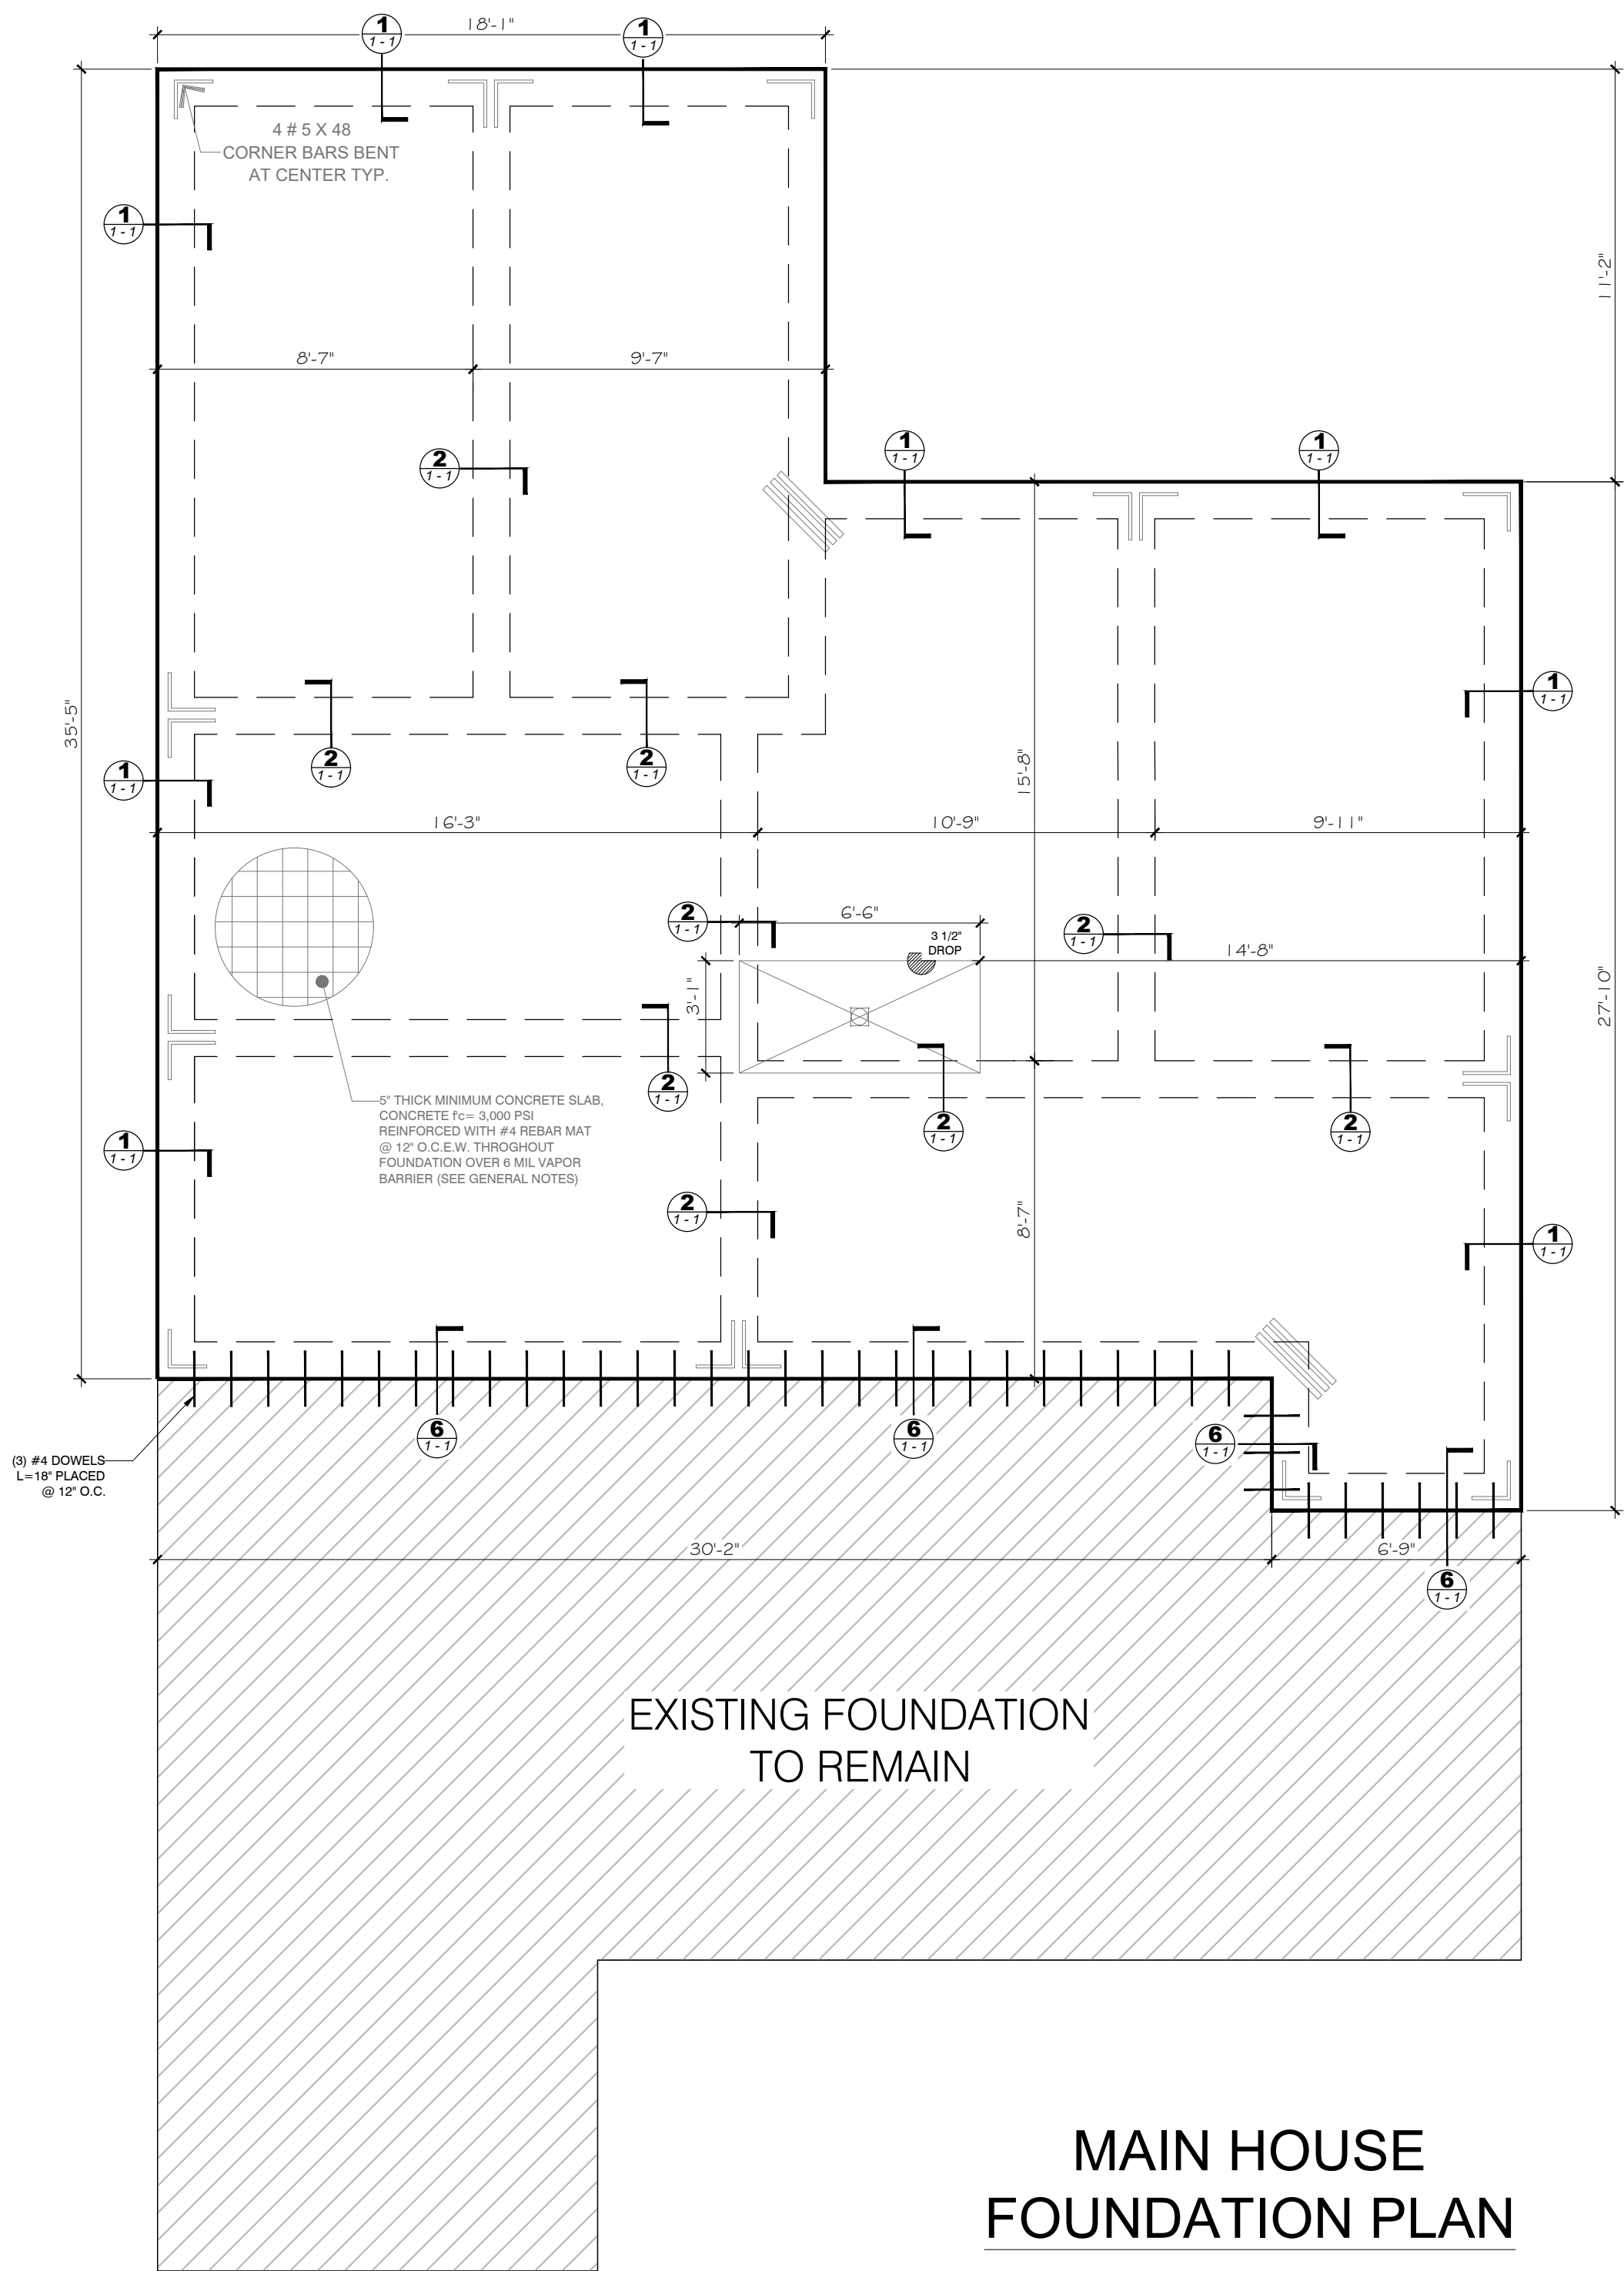 18'-1"
1
1 - 1
1
1 - 1
4 # 5 X 48
CORNER BARS BENT
AT CENTER TYP.
1
1 - 1
11'-2"
8'-7"
9'-7"
2
1 - 1
1
1 - 1
1
1 - 1
35'-5"
1
1 - 1
2
1 - 1
2
1 - 1
1
1 - 1
15'-8"
16'-3"
10'-9"
9'-11"
2
1 - 1
6'-6"
3 1/2"
DROP
2
1 - 1
14'-8"
3'-1"
27'-10"
5" THICK MINIMUM CONCRETE SLAB,
CONCRETE f'c= 3,000 PSI
REINFORCED WITH #4 REBAR MAT
@ 12" O.C.E.W. THROGHOUT
FOUNDATION OVER 6 MIL VAPOR
BARRIER (SEE GENERAL NOTES)
2
1 - 1
2
1 - 1
2
1 - 1
1
1 - 1
2
1 - 1
8'-7"
1
1 - 1
(3) #4 DOWELS
L=18" PLACED
@ 12" O.C.
6
1 - 1
6
1 - 1
6
1 - 1
30'-2"
6'-9"
6
1 - 1
EXISTING FOUNDATION
TO REMAIN
MAIN HOUSE
FOUNDATION PLAN